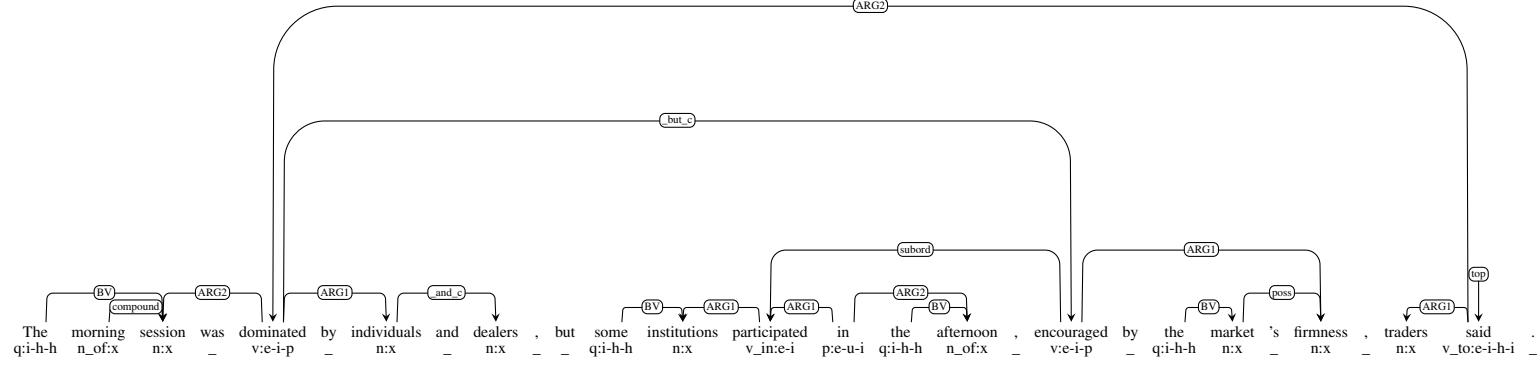 ARG2
_but_c
subord
ARG1
top
BV
ARG2
ARG1
_and_c
ARG2
poss
compound
BV
ARG1
ARG1
BV
BV
ARG1
The morning session was dominated by individuals and dealers , but some institutions participated in the afternoon , encouraged by the market 's firmness , traders said .
q:i-h-h n_of:x n:x _ v:e-i-p _ n:x _ n:x _ _ q:i-h-h n:x v_in:e-i p:e-u-i q:i-h-h n_of:x _ v:e-i-p _ q:i-h-h n:x _ n:x _ n:x v_to:e-i-h-i _